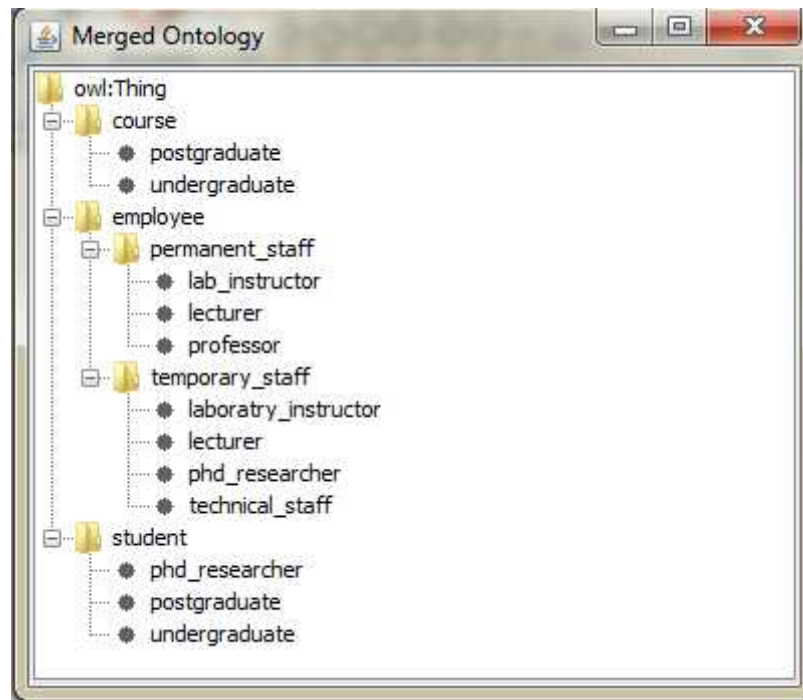 Merged Ontology
owl:Thing
course
postgraduate
undergraduate
employee
permanent_staff
lab_instructor
lecturer
professor
temporary_staff
laboratry_instructor
lecturer
phd_researcher
technical_staff
student
phd_researcher
postgraduate
undergraduate